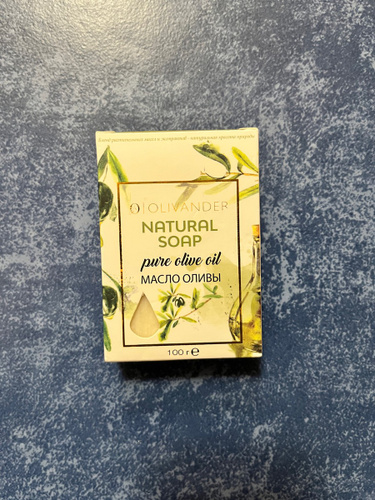 OLIVANDER
NATURAL
SOAP
pure olive oil
МАСЛО ОЛИВЫ
100 г e